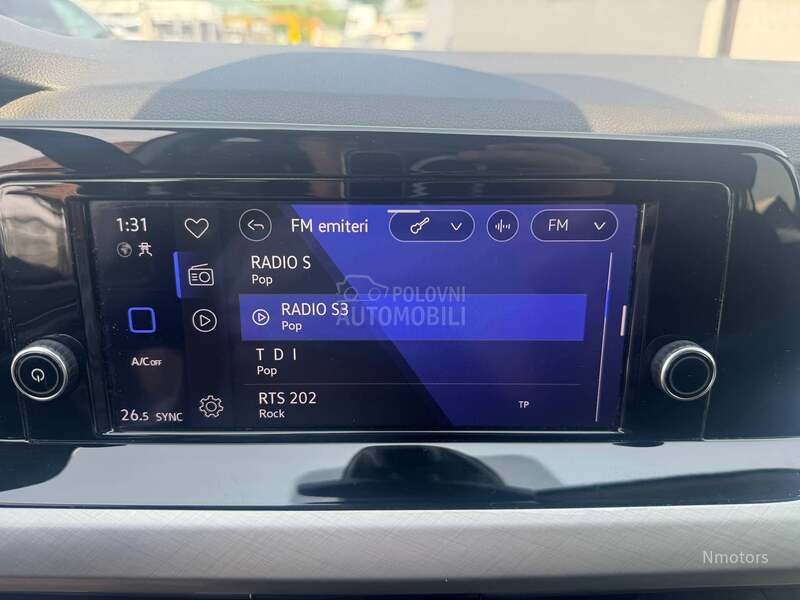 1:31
FM emiteri
FM
RADIO S
Pop
RADIO S3
Pop
T D I
Pop
RTS 202
Rock
TP
A/C OFF
26.5 SYNC
POLOVNI
AUTOMOBILI
Nmotors